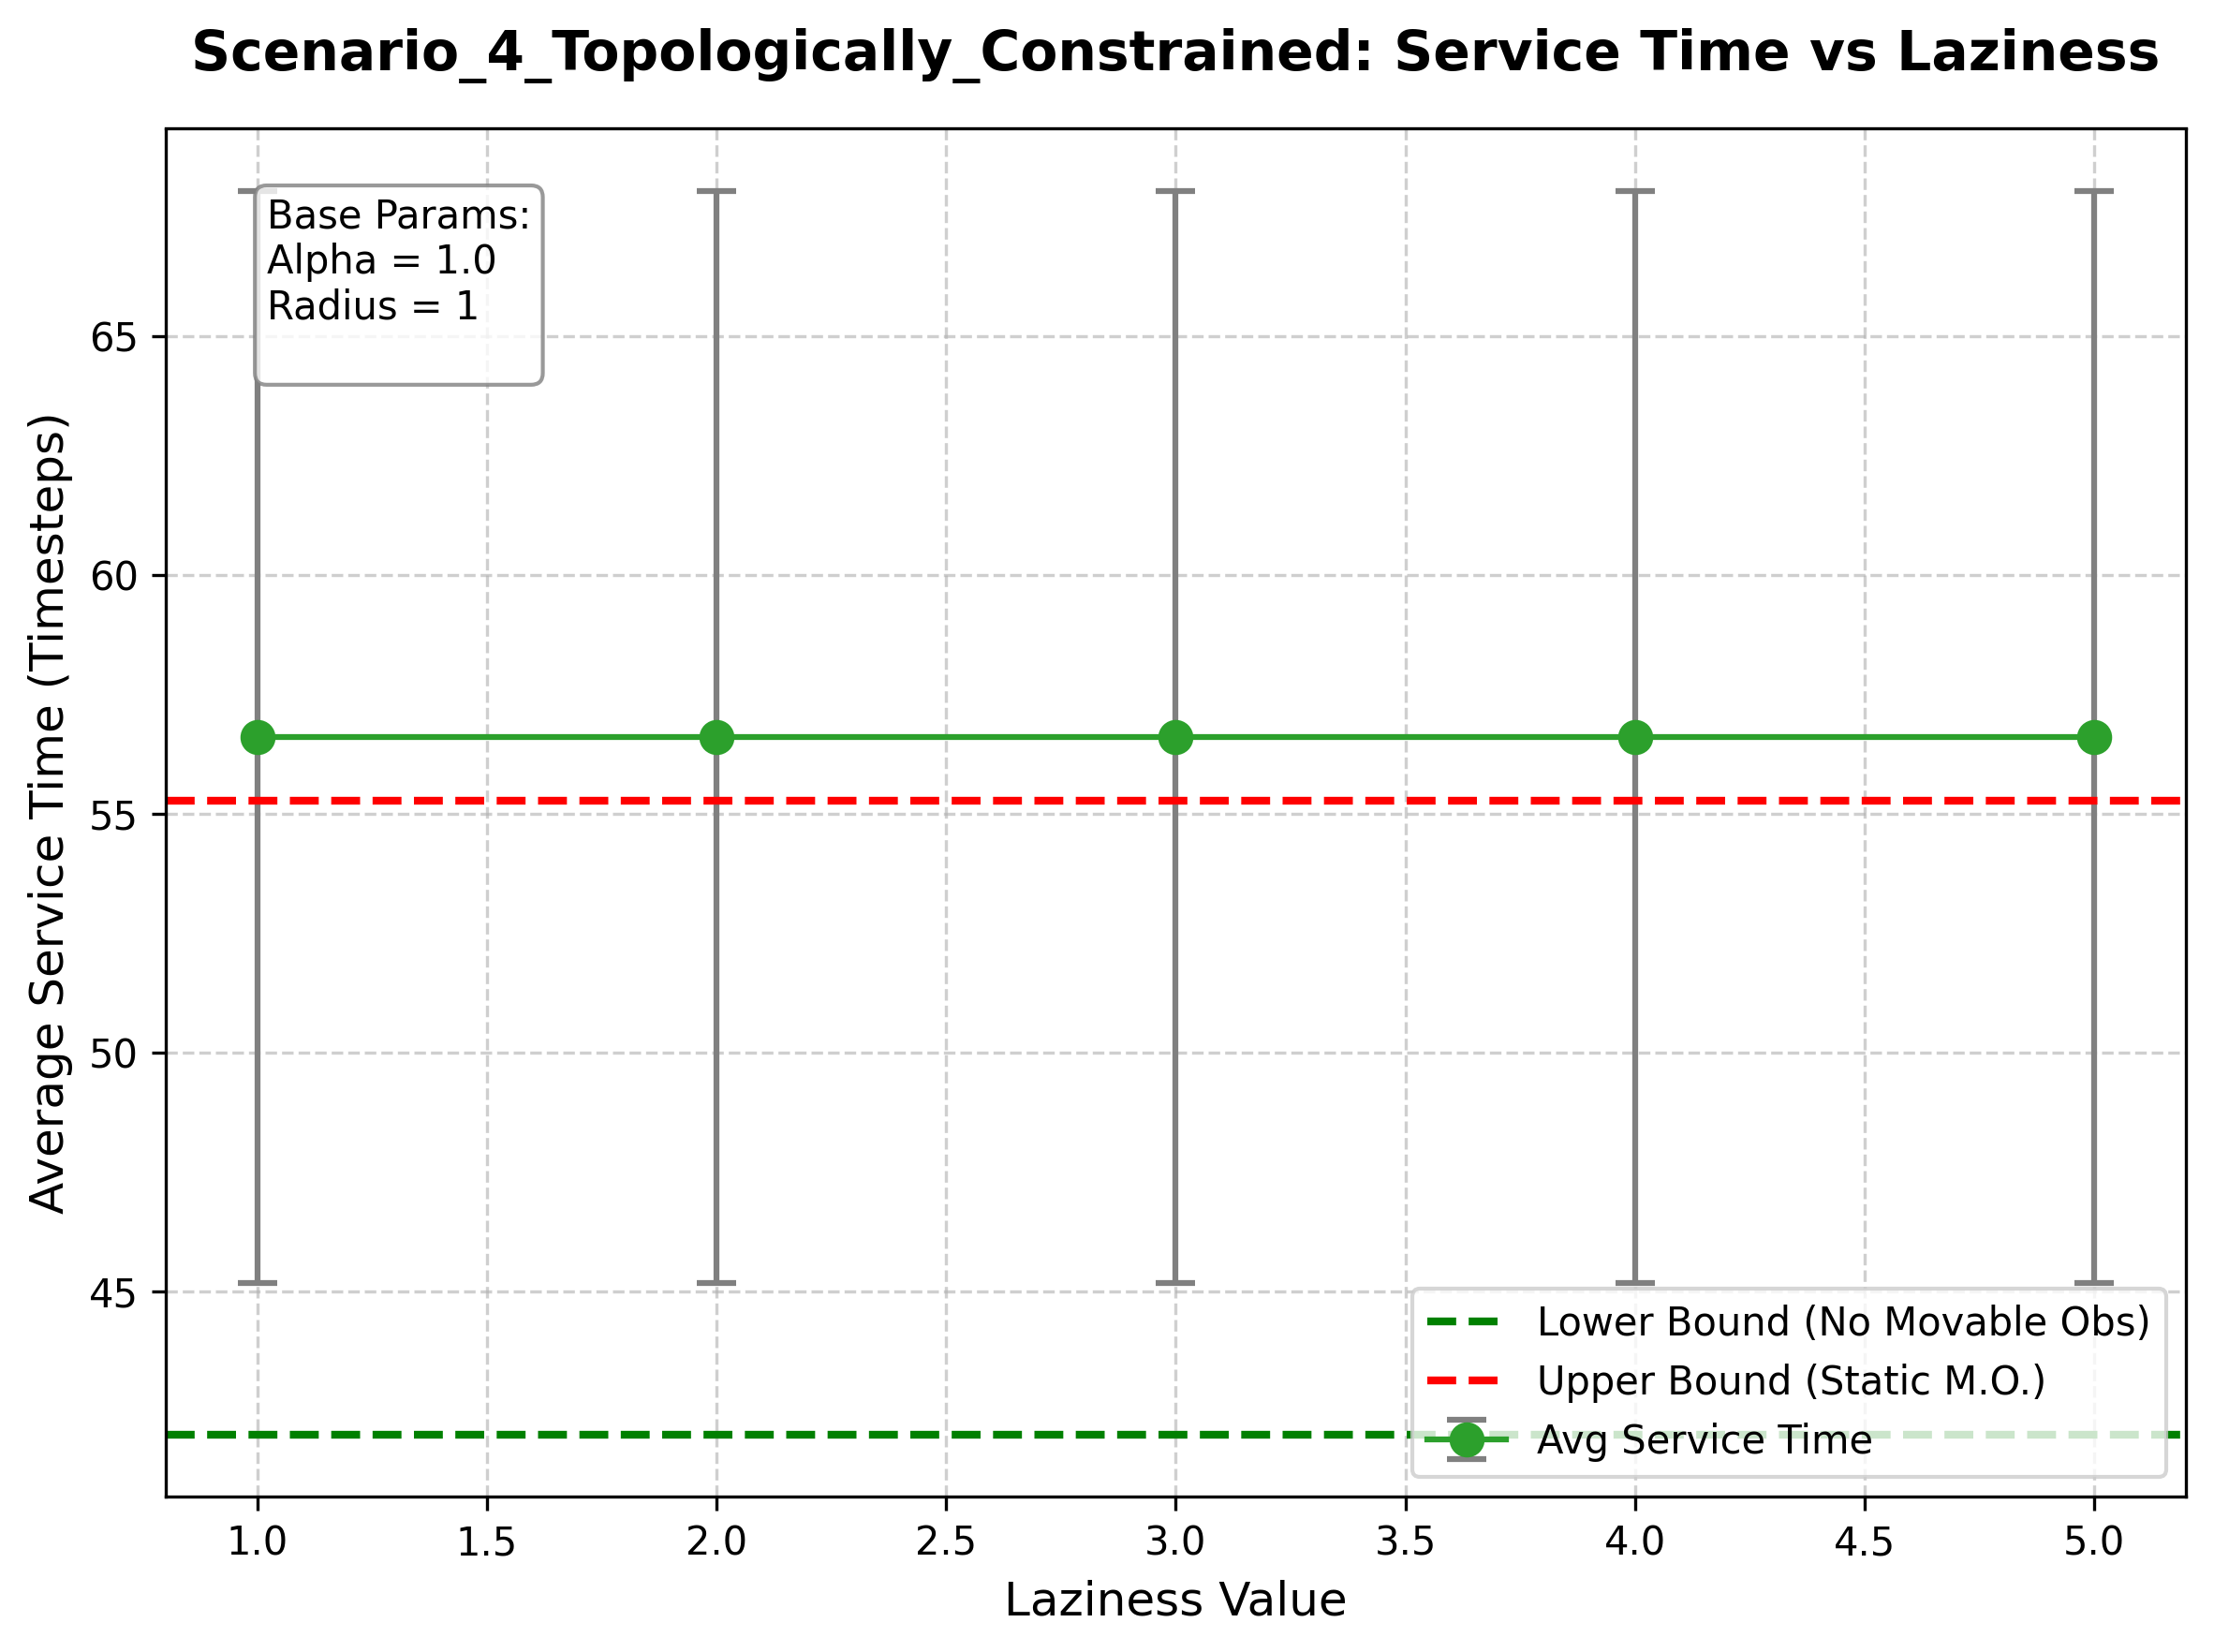 Scenario_4_Topologically_Constrained: Service Time vs Laziness
Base Params:
Alpha = 1.0
Radius = 1
65
60
55
50
45
Average Service Time (Timesteps)
Lower Bound (No Movable Obs)
Upper Bound (Static M.O.)
Avg Service Time
1.0 1.5 2.0 2.5 3.0 3.5 4.0 4.5 5.0
Laziness Value